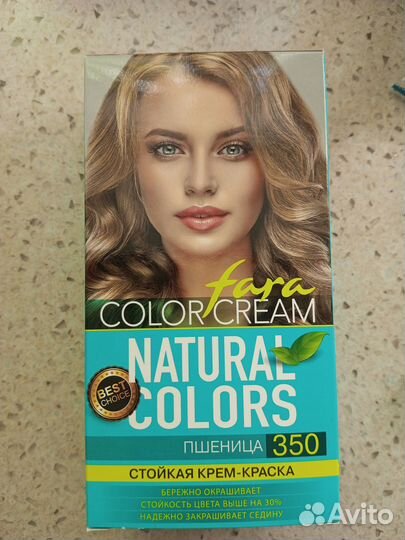 fara
COLOR CREAM
NATURAL
COLORS
BEST
CHOICE
ПШЕНИЦА 350
СТОЙКАЯ КРЕМ-КРАСКА
БЕРЕЖНО ОКРАШИВАЕТ
СТОЙКОСТЬ ЦВЕТА ВЫШЕ НА 30%
НАДЕЖНО ЗАКРАШИВАЕТ СЕДИНУ
Avito